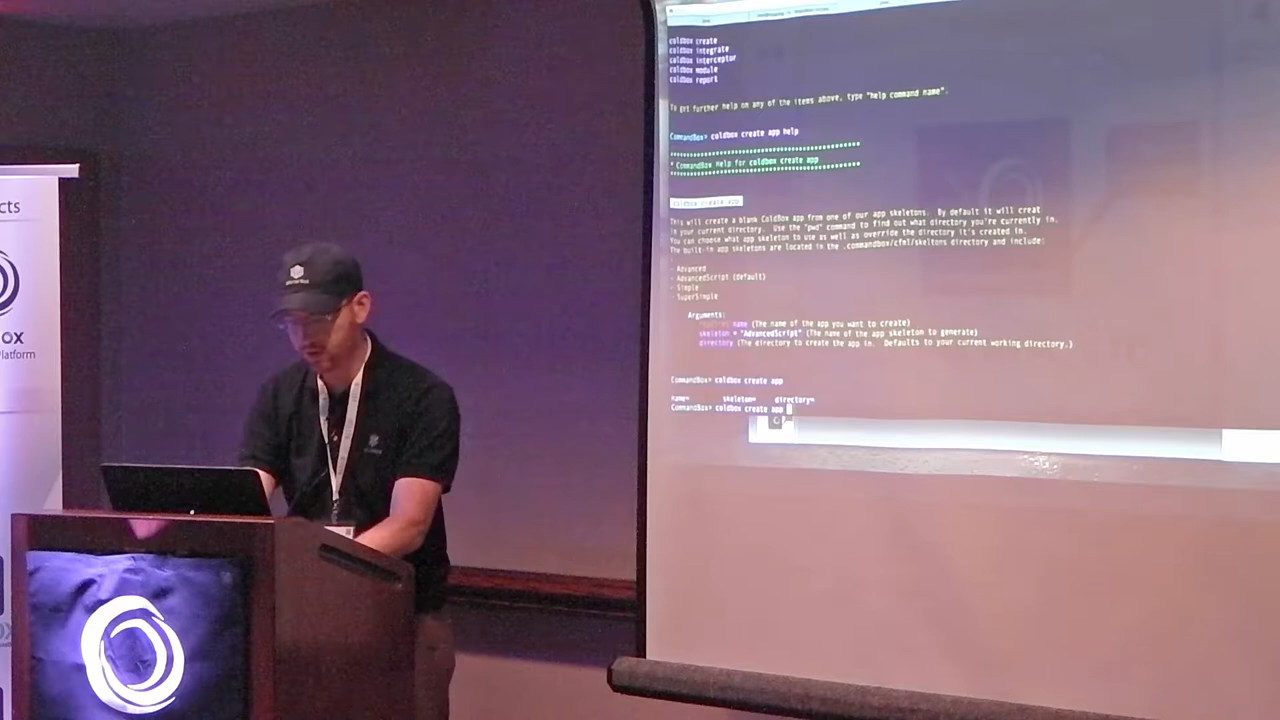 cts
ox
Platform
coldbox create
coldbox integrate
coldbox interceptor
coldbox module
coldbox report
To get further help on any of the items above, type "help command name".
CommandBox> coldbox create app help
**************************************************
* CommandBox Help for coldbox create app
**************************************************
coldbox create app
This will create a blank ColdBox app from one of our app skeletons. By default it will creat
in your current directory. Use the "pwd" command to find out what directory you're currently in.
You can choose what app skeleton to use as well as override the directory it's created in.
The built-in app skeletons are located in the .commandbox/cfml/skeltons directory and include:
- Advanced
- AdvancedScript (default)
- Simple
- SuperSimple
Arguments:
required name (The name of the app you want to create)
skeleton = "AdvancedScript" (The name of the app skeleton to generate)
directory (The directory to create the app in. Defaults to your current working directory.)
CommandBox> coldbox create app
name= skeleton= directory=
CommandBox> coldbox create app